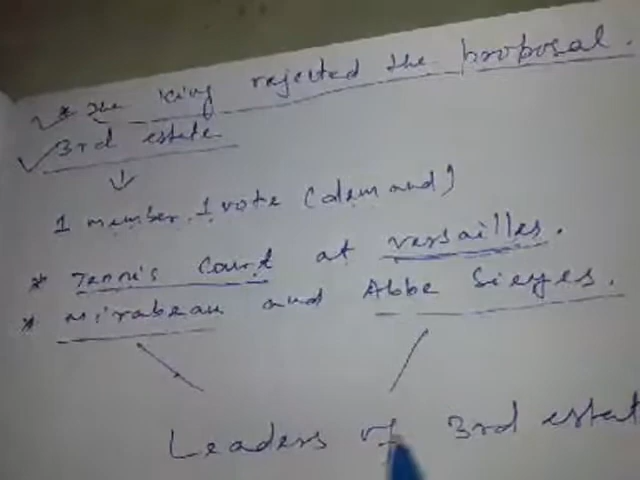 * The king rejected the proposal.
3rd estate
1 member, 1 vote (demand)
* Tennis Court at versailles.
* Mirabeau and Abbe Sieyes.
Leaders of 3rd estat